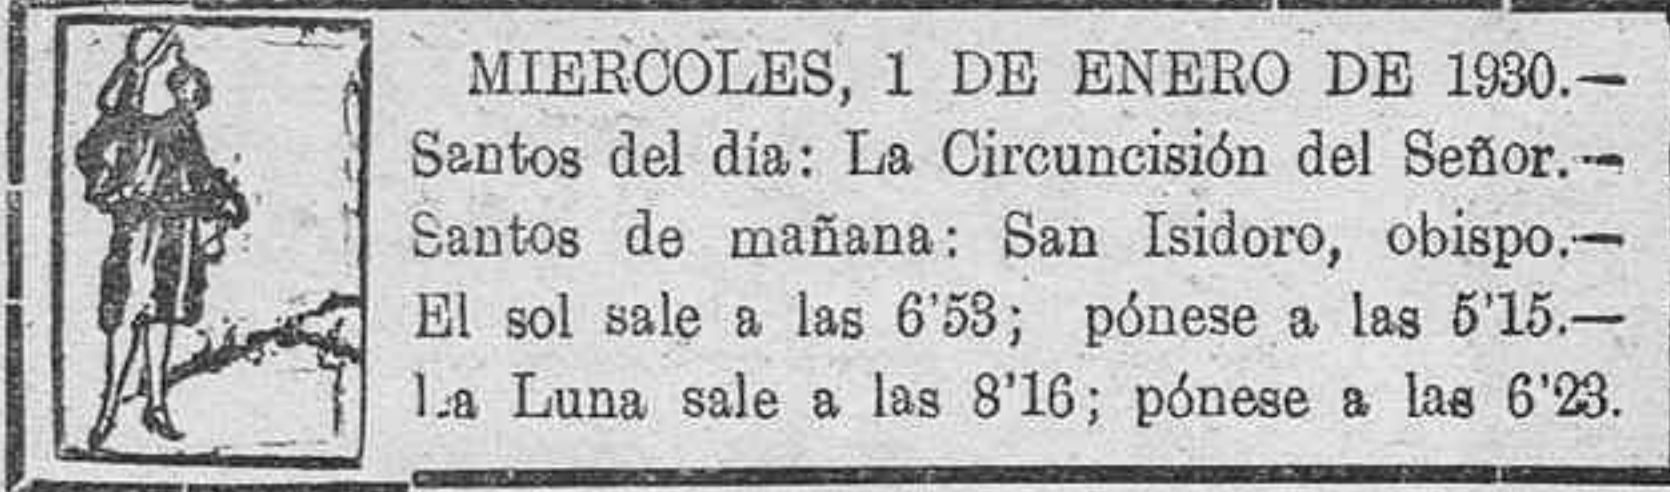 MIERCOLES, 1 DE ENERO DE 1930.—
Santos del día: La Circuncisión del Señor.—
Santos de mañana: San Isidoro, obispo.—
El sol sale a las 6'53; pónese a las 5'15.—
La Luna sale a las 8'16; pónese a las 6'23.